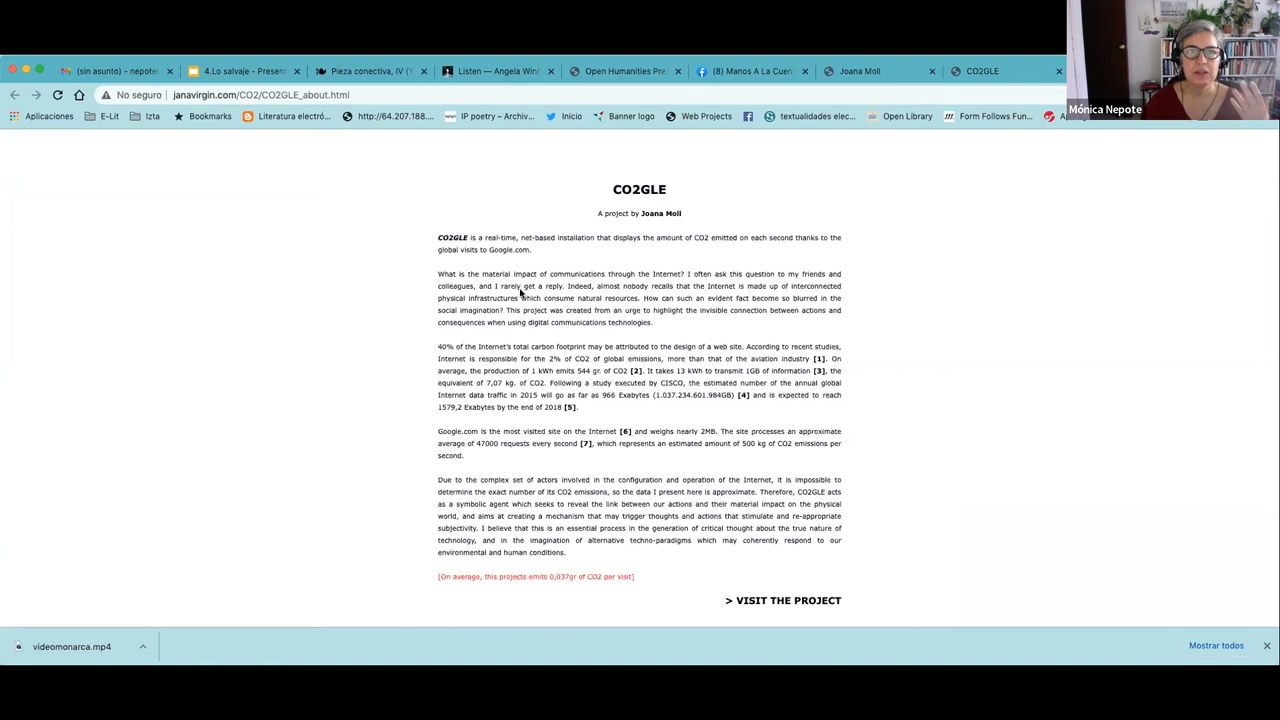 (sin asunto) - nepote
4.Lo salvaje - Present
Pieza conectiva, IV (
Listen — Angela Win
Open Humanities Pre
(8) Manos A La Cuen
Joana Moll
CO2GLE
Mónica Nepote
No seguro
janavirgin.com/CO2/CO2GLE_about.html
Aplicaciones
E-Lit
Izta
Bookmarks
Literatura electró...
http://64.207.188....
IP poetry – Archiv...
Inicio
Banner logo
Web Projects
textualidades elec...
Open Library
Form Follows Fun...
CO2GLE
A project by Joana Moll
CO2GLE is a real-time, net-based installation that displays the amount of CO2 emitted on each second thanks to the
global visits to Google.com.
What is the material impact of communications through the Internet? I often ask this question to my friends and
colleagues, and I rarely get a reply. Indeed, almost nobody recalls that the Internet is made up of interconnected
physical infrastructures which consume natural resources. How can such an evident fact become so blurred in the
social imagination? This project was created from an urge to highlight the invisible connection between actions and
consequences when using digital communications technologies.
40% of the Internet's total carbon footprint may be attributed to the design of a web site. According to recent studies,
Internet is responsible for the 2% of CO2 of global emissions, more than that of the aviation industry [1]. On
average, the production of 1 kWh emits 544 gr. of CO2 [2]. It takes 13 kWh to transmit 1GB of information [3], the
equivalent of 7,07 kg. of CO2. Following a study executed by CISCO, the estimated number of the annual global
Internet data traffic in 2015 will go as far as 966 Exabytes (1.037.234.601.984GB) [4] and is expected to reach
1579,2 Exabytes by the end of 2018 [5].
Google.com is the most visited site on the Internet [6] and weighs nearly 2MB. The site processes an approximate
average of 47000 requests every second [7], which represents an estimated amount of 500 kg of CO2 emissions per
second.
Due to the complex set of actors involved in the configuration and operation of the Internet, it is impossible to
determine the exact number of its CO2 emissions, so the data I present here is approximate. Therefore, CO2GLE acts
as a symbolic agent which seeks to reveal the link between our actions and their material impact on the physical
world, and aims at creating a mechanism that may trigger thoughts and actions that stimulate and re-appropriate
subjectivity. I believe that this is an essential process in the generation of critical thought about the true nature of
technology, and in the imagination of alternative techno-paradigms which may coherently respond to our
environmental and human conditions.
[On average, this projects emits 0,037gr of CO2 per visit]
> VISIT THE PROJECT
videomonarca.mp4
Mostrar todos